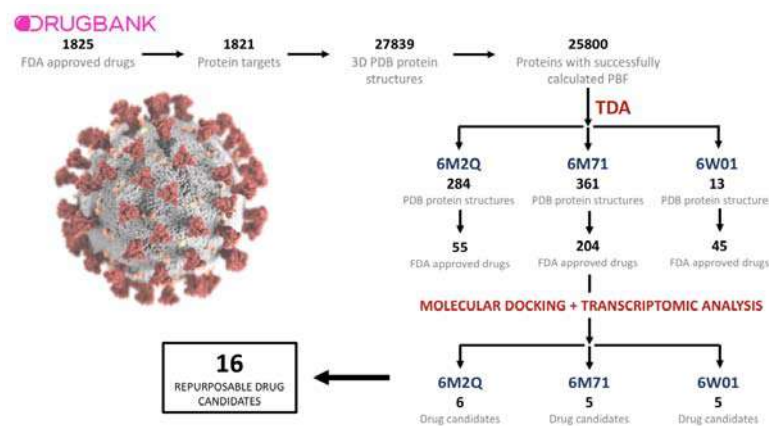 DRUGBANK
1825
FDA approved drugs
1821
Protein targets
27839
3D PDB protein
structures
25800
Proteins with successfully
calculated PBF
TDA
6M2Q
284
PDB protein structures
55
FDA approved drugs
6M71
361
PDB protein structures
204
FDA approved drugs
6W01
13
PDB protein structures
45
FDA approved drugs
MOLECULAR DOCKING + TRANSCRIPTOMIC ANALYSIS
6M2Q
6
Drug candidates
6M71
5
Drug candidates
6W01
5
Drug candidates
16
REPURPOSABLE DRUG
CANDIDATES